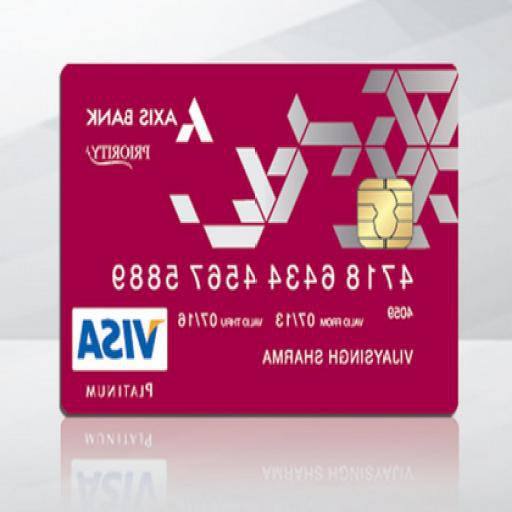 AXIS BANK
PRIORITY
4718 6434 4567 5889
4059
VALID FROM 07/13 VALID THRU 07/16
VIJAYSINGH SHARMA
VISA
PLATINUM